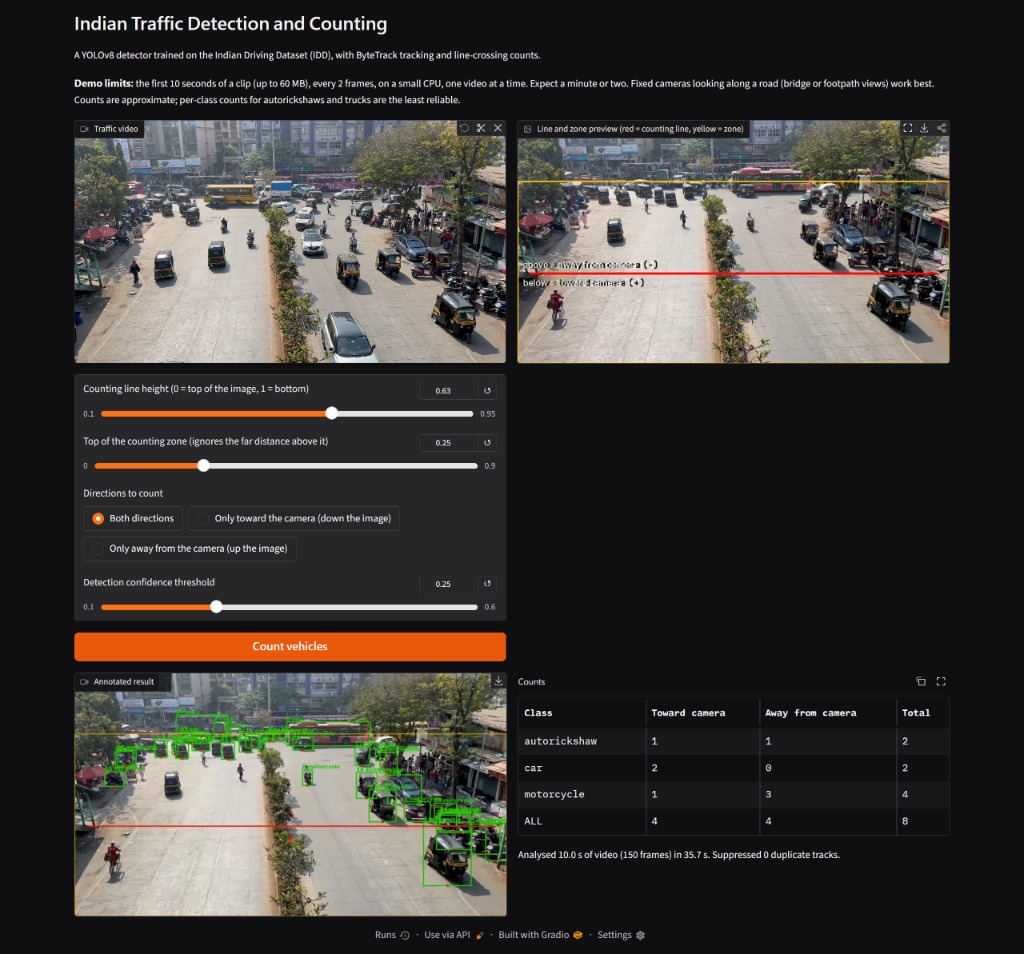 Indian Traffic Detection and Counting
A YOLOv8 detector trained on the Indian Driving Dataset (IDD), with ByteTrack tracking and line-crossing counts.
Demo limits: the first 10 seconds of a clip (up to 60 MB), every 2 frames, on a small CPU, one video at a time. Expect a minute or two. Fixed cameras looking along a road (bridge or footpath views) work best.
Counts are approximate; per-class counts for autorickshaws and trucks are the least reliable.
Traffic video
Line and zone preview (red = counting line, yellow = zone)
above = away from camera (-)
below = toward camera (+)
Counting line height (0 = top of the image, 1 = bottom)
0.63
0.1
0.95
Top of the counting zone (ignores the far distance above it)
0.25
0
0.9
Directions to count
Both directions
Only toward the camera (down the image)
Only away from the camera (up the image)
Detection confidence threshold
0.25
0.1
0.6
Count vehicles
Annotated result
motorcycle
Counts
Class Toward camera Away from camera Total
autorickshaw 1 1 2
car 2 0 2
motorcycle 1 3 4
ALL 4 4 8
Analysed 10.0 s of video (150 frames) in 35.7 s. Suppressed 0 duplicate tracks.
Runs · Use via API · Built with Gradio · Settings